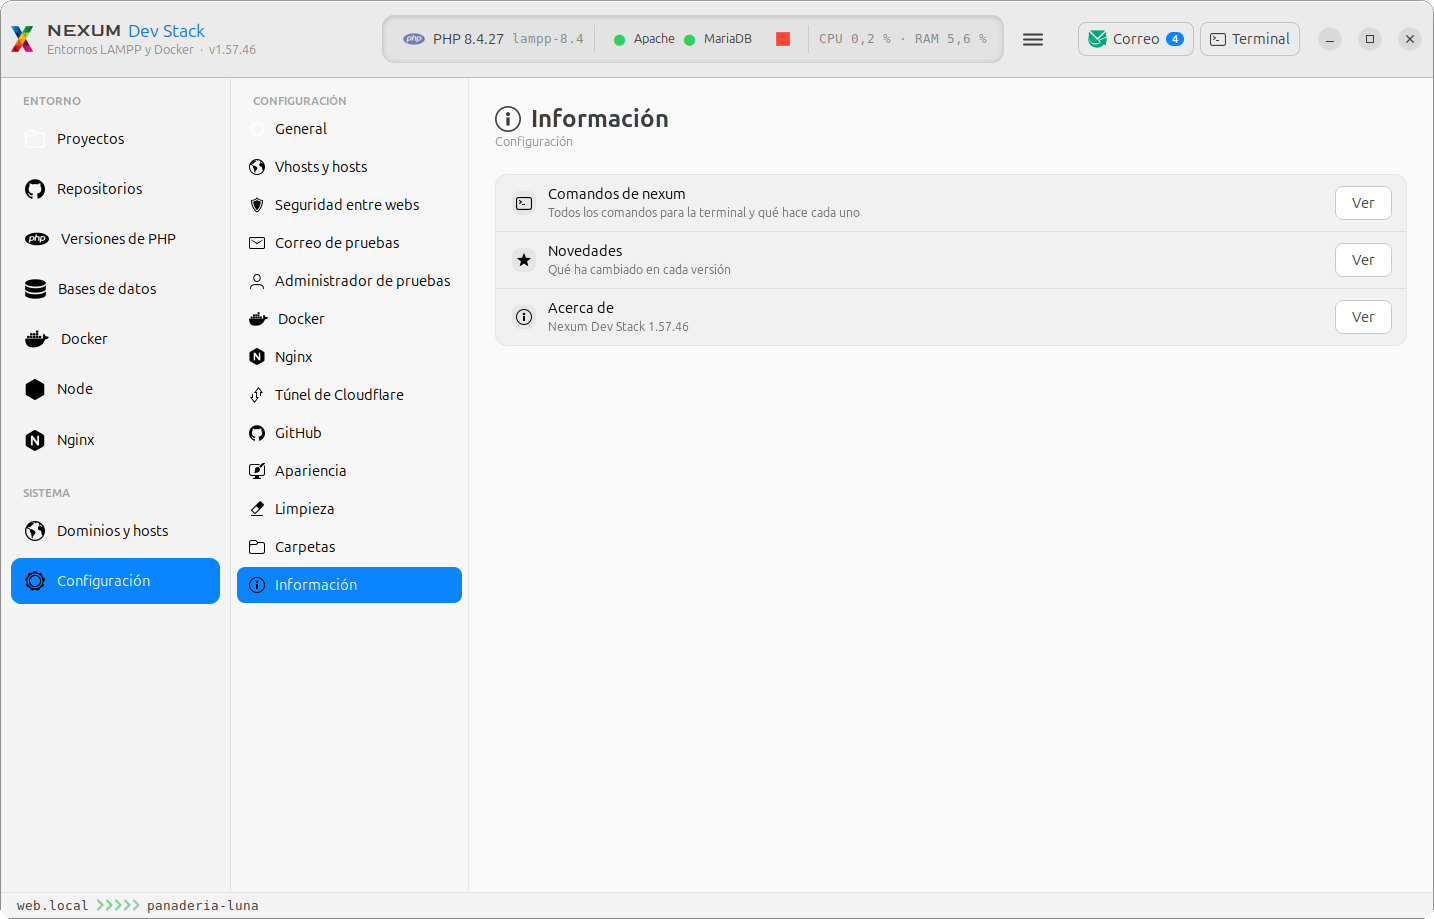 NEXUM Dev Stack
Entornos LAMPP y Docker · v1.57.46
php PHP 8.4.27 lampp-8.4
Apache MariaDB
CPU 0,2 % · RAM 5,6 %
Correo 4
Terminal
ENTORNO
Proyectos
Repositorios
php Versiones de PHP
Bases de datos
Docker
Node
N Nginx
SISTEMA
Dominios y hosts
Configuración
CONFIGURACIÓN
General
Vhosts y hosts
Seguridad entre webs
Correo de pruebas
Administrador de pruebas
Docker
N Nginx
Túnel de Cloudflare
GitHub
Apariencia
Limpieza
Carpetas
Información
Información
Configuración
Comandos de nexum
Todos los comandos para la terminal y qué hace cada uno
Ver
Novedades
Qué ha cambiado en cada versión
Ver
Acerca de
Nexum Dev Stack 1.57.46
Ver
web.local >>>>> panaderia-luna